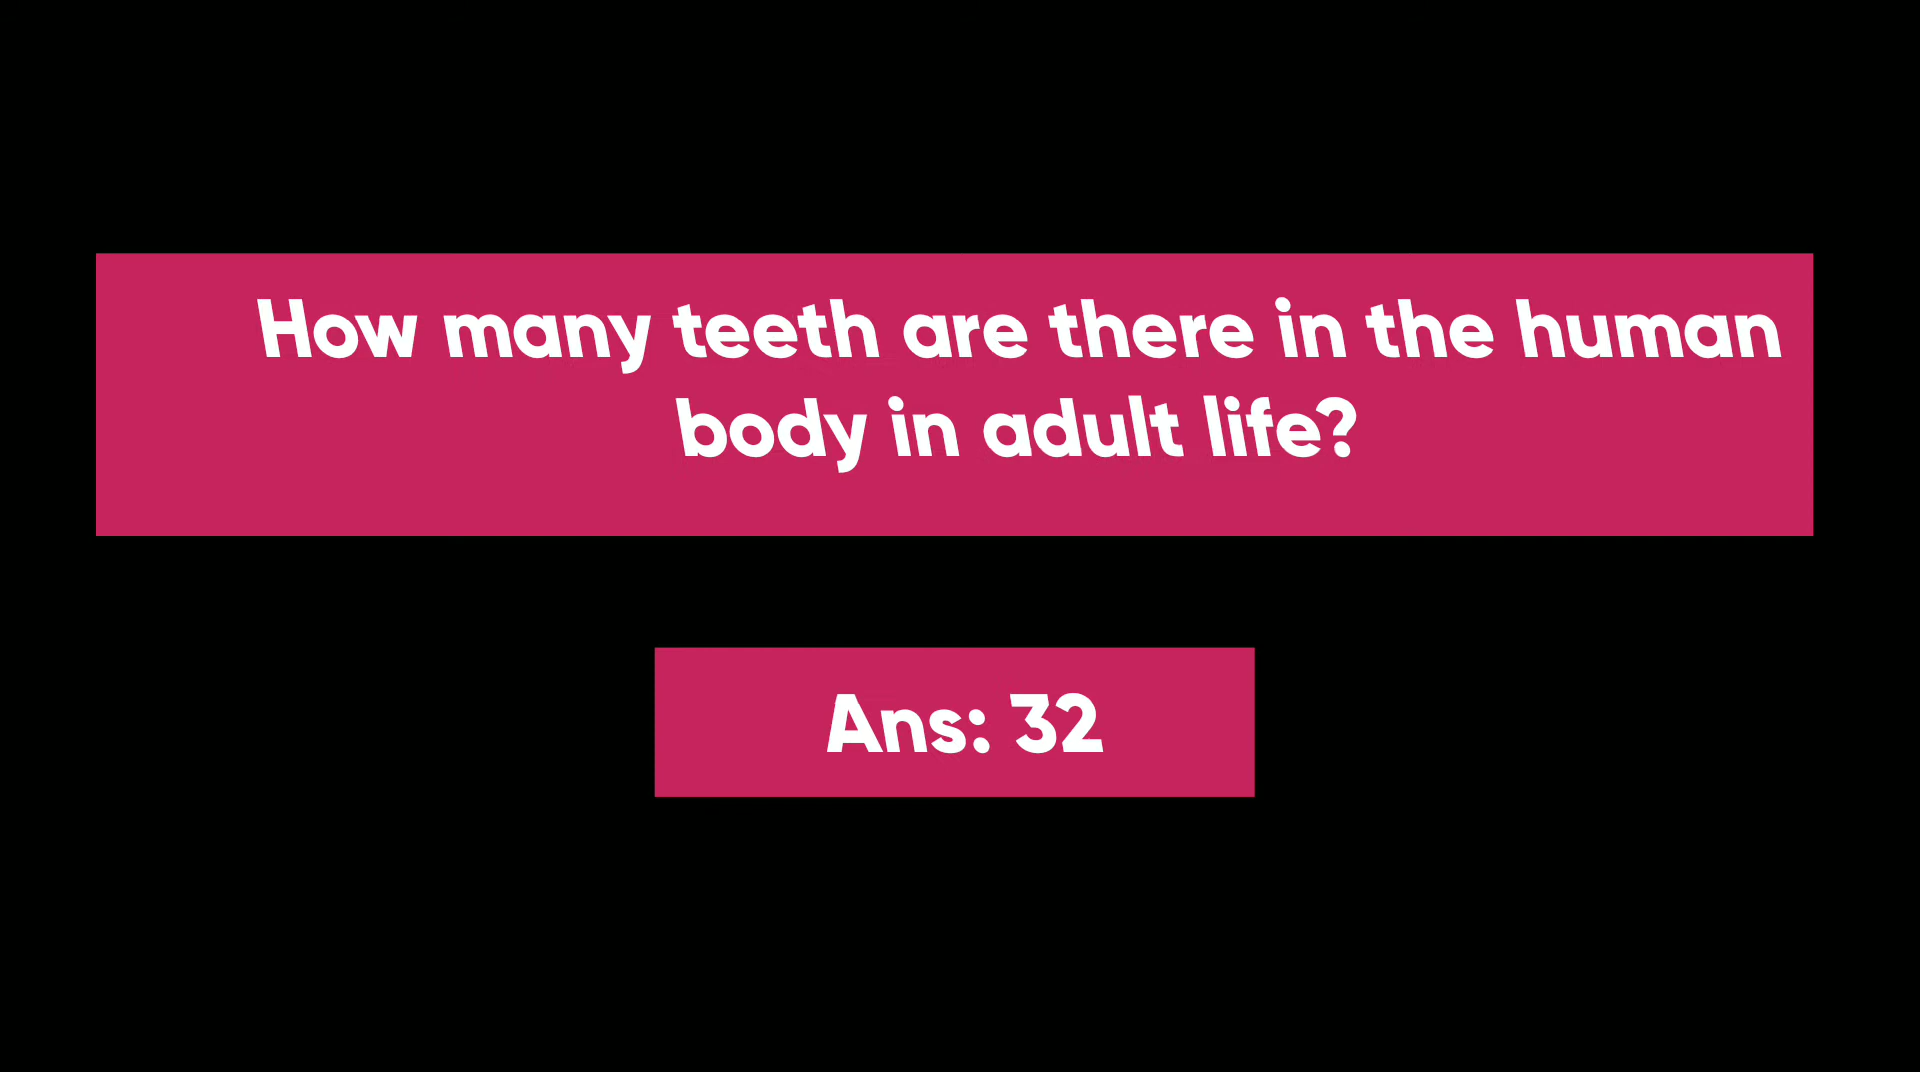 How many teeth are there in the human
body in adult life?
Ans: 32